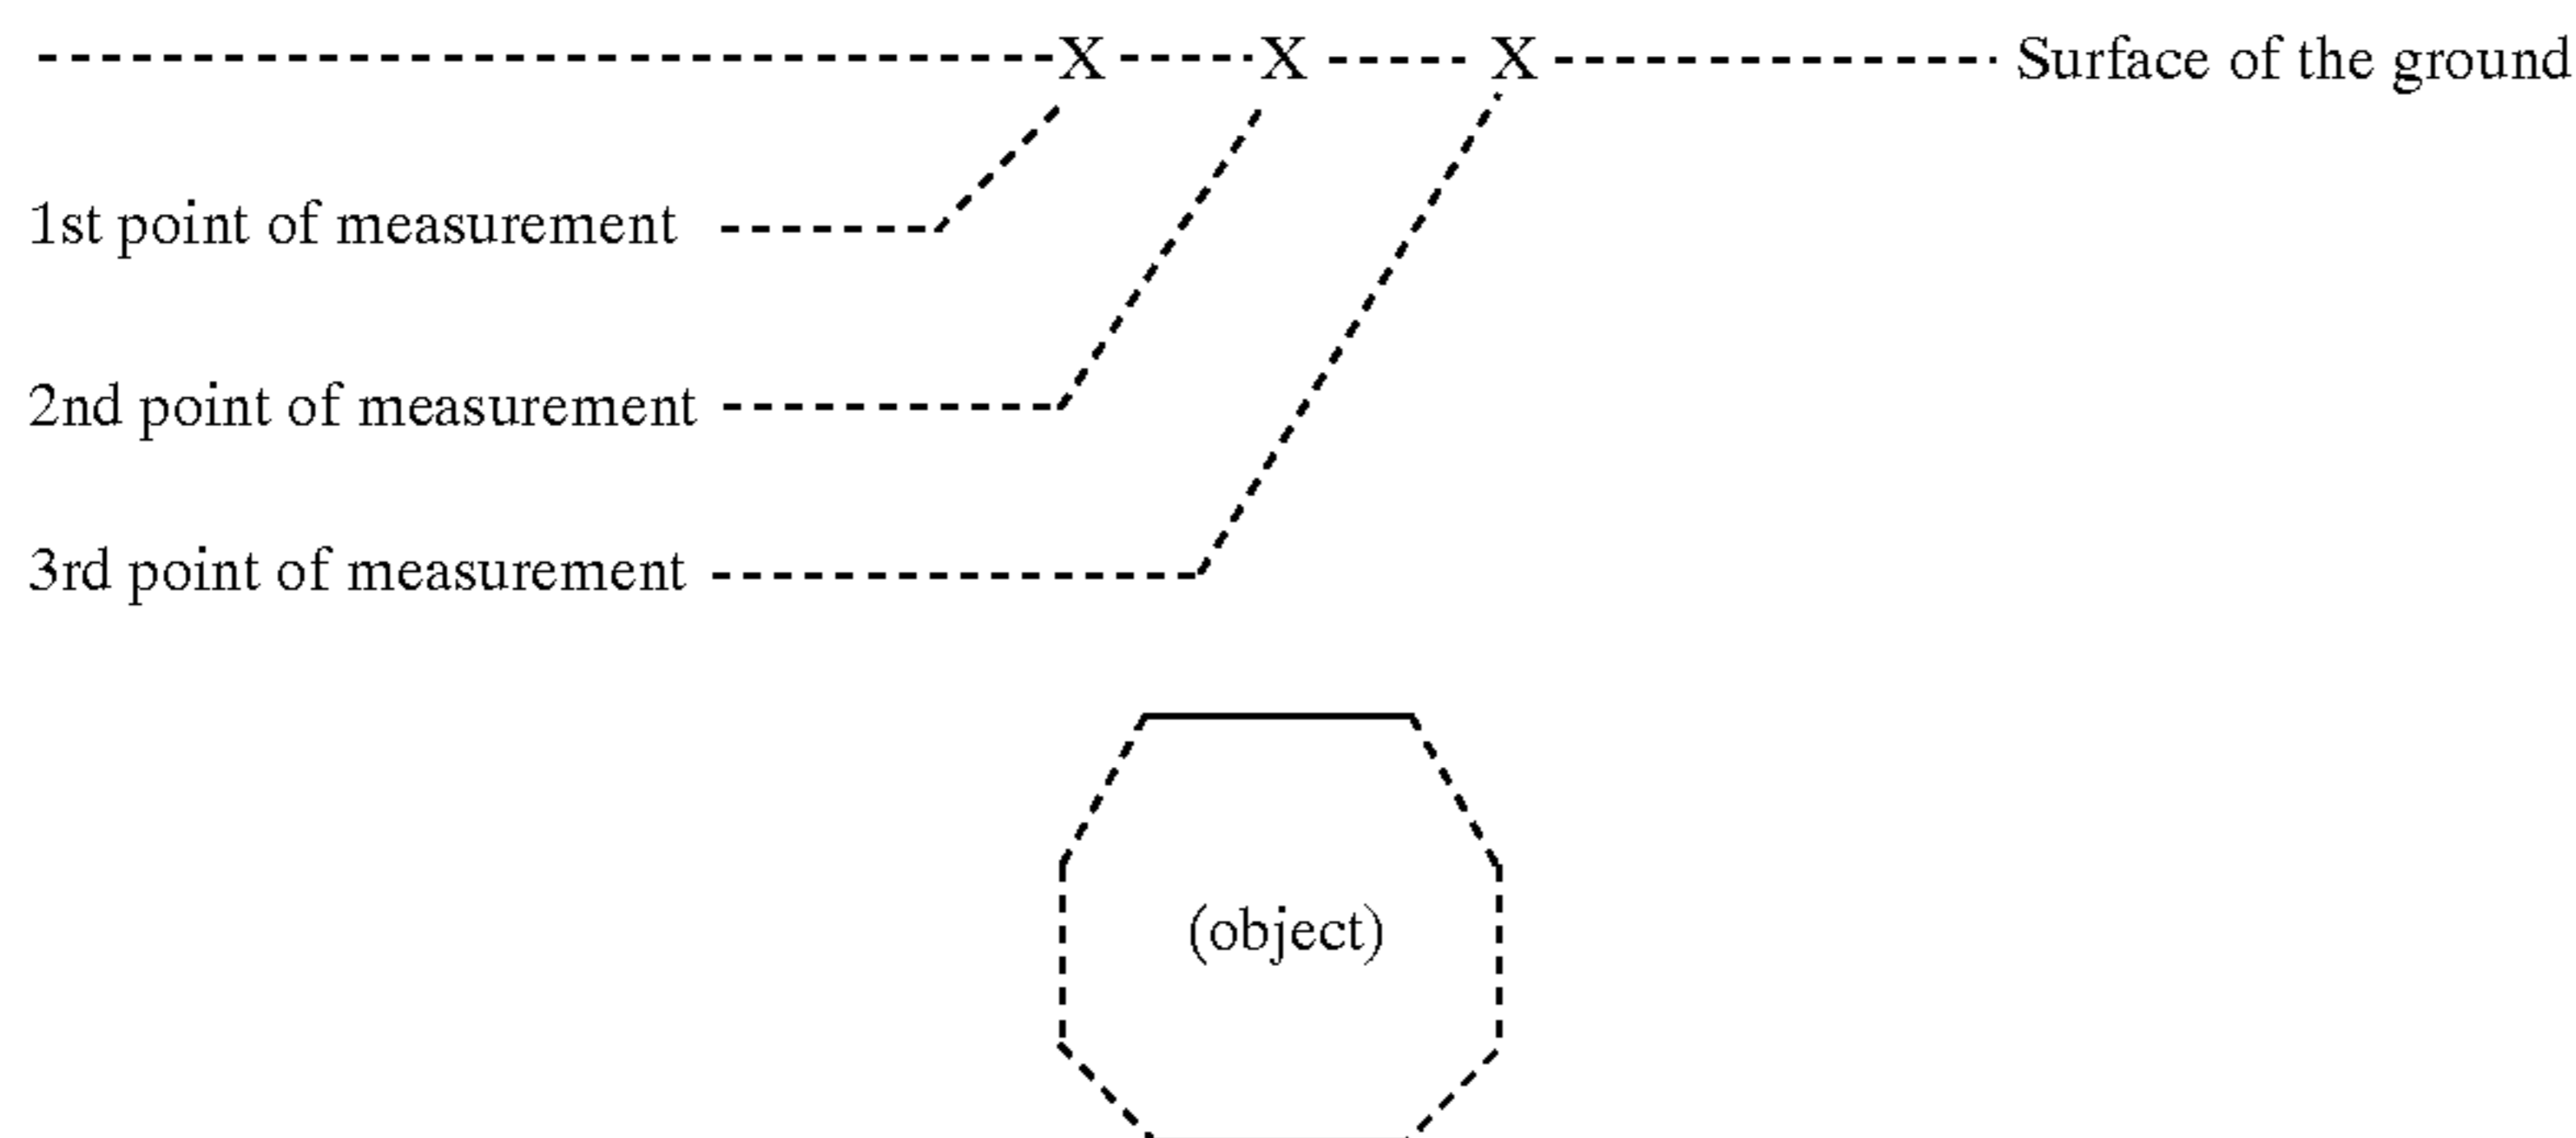 X X X Surface of the ground
1st point of measurement
2nd point of measurement
3rd point of measurement
(object)